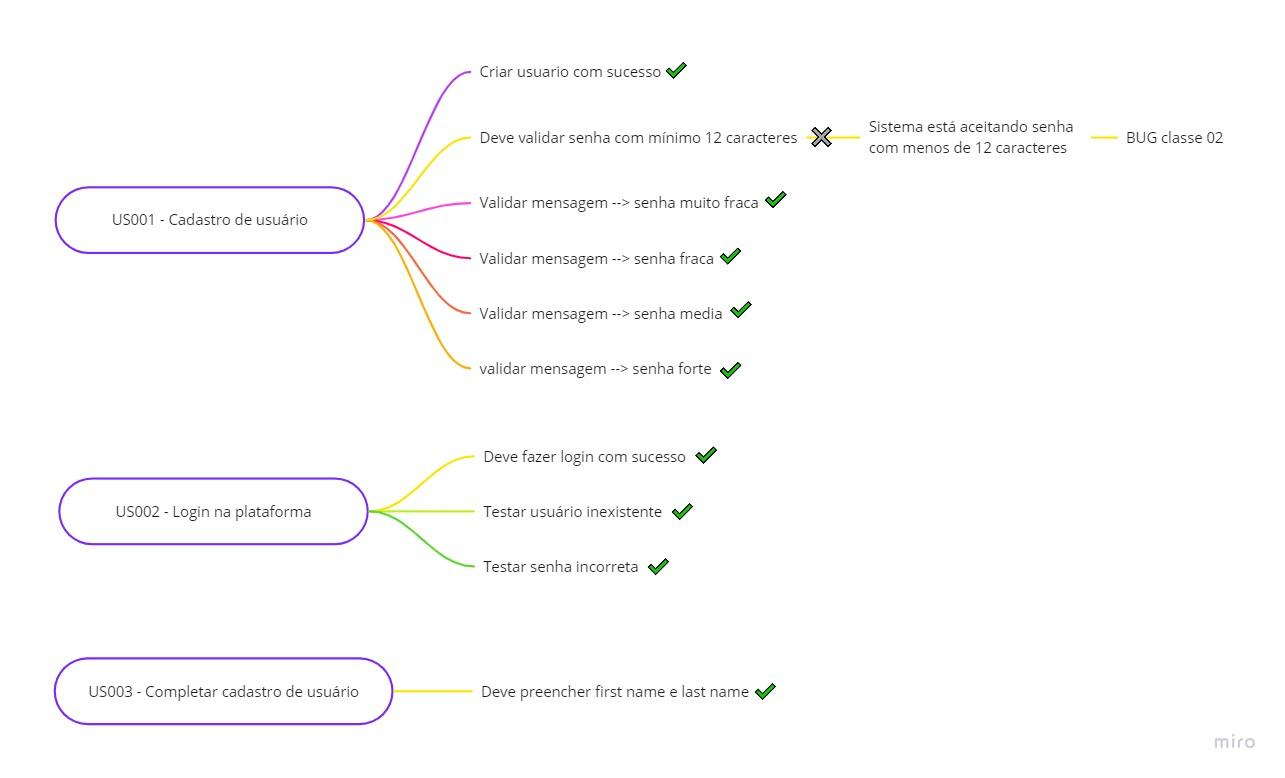 Criar usuario com sucesso
Deve validar senha com mínimo 12 caracteres
Sistema está aceitando senha
com menos de 12 caracteres
BUG classe 02
US001 - Cadastro de usuário
Validar mensagem --> senha muito fraca
Validar mensagem --> senha fraca
Validar mensagem --> senha media
validar mensagem --> senha forte
Deve fazer login com sucesso
US002 - Login na plataforma
Testar usuário inexistente
Testar senha incorreta
US003 - Completar cadastro de usuário
Deve preencher first name e last name
miro